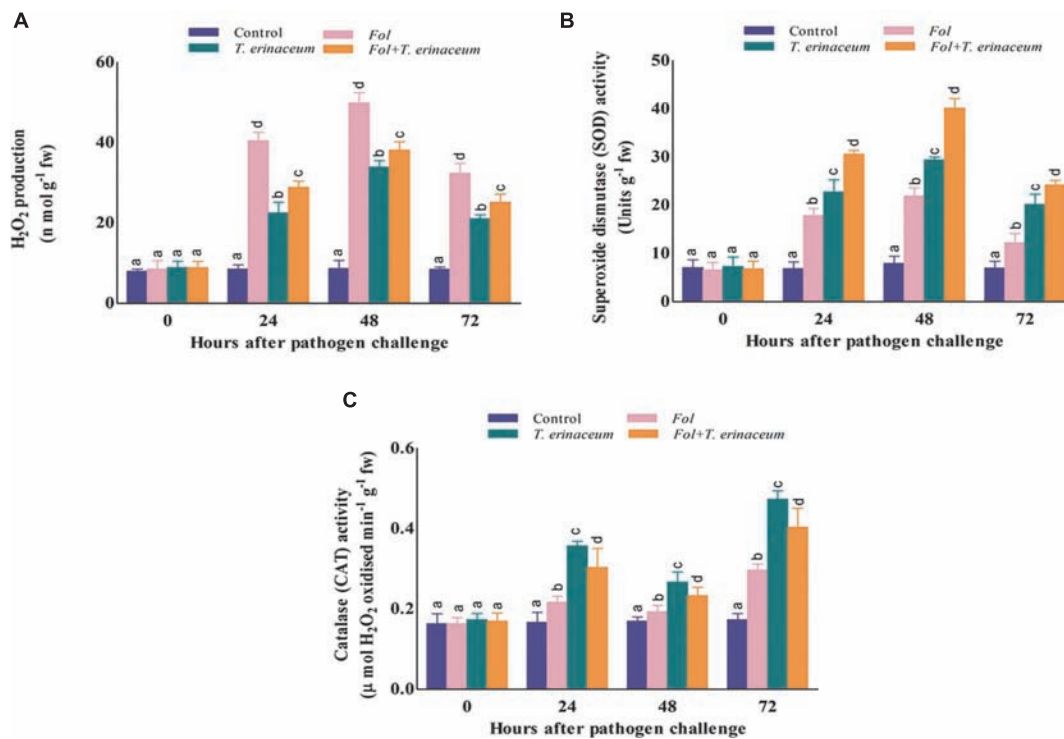 A
Control Fol
T. erinaceum Fol+T. erinaceum
H₂O₂ production
(n mol g⁻¹ fw)
60
40
20
0
a a a a a d b c a d b c a d b c
0 24 48 72
Hours after pathogen challenge
B
Control Fol
T. erinaceum Fol+T. erinaceum
Superoxide dismutase (SOD) activity
(Units g⁻¹ fw)
50
40
30
20
10
0
a a a a a b c d a b c d a b c d
0 24 48 72
Hours after pathogen challenge
C
Control Fol
T. erinaceum Fol+T. erinaceum
Catalase (CAT) activity
(μ mol H₂O₂ oxidised min⁻¹ g⁻¹ fw)
0.6
0.4
0.2
0.0
a a a a a b c d a b c d a b c d
0 24 48 72
Hours after pathogen challenge